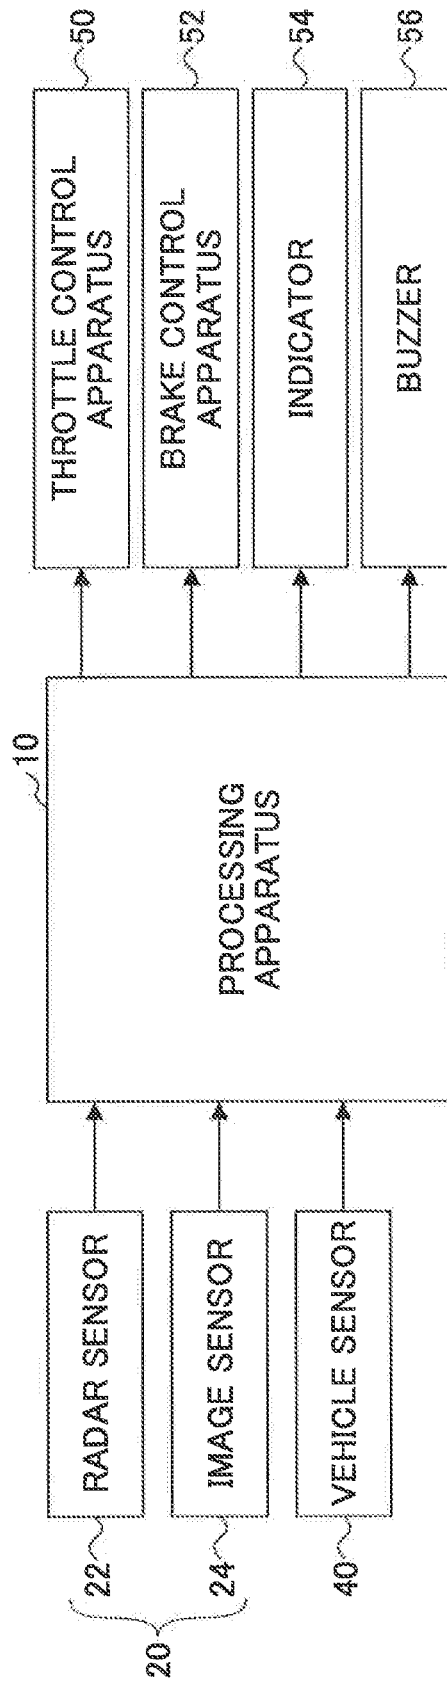 20
22
RADAR SENSOR
24
IMAGE SENSOR
40
VEHICLE SENSOR
10
PROCESSING
APPARATUS
THROTTLE CONTROL
APPARATUS
50
BRAKE CONTROL
APPARATUS
52
INDICATOR
54
BUZZER
56